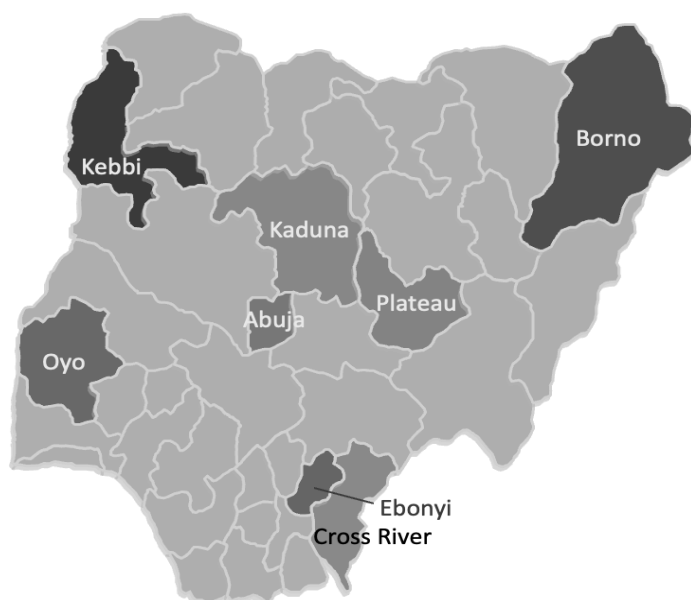 Borno
Kebbi
Kaduna
Plateau
Abuja
Oyo
Ebonyi
Cross River